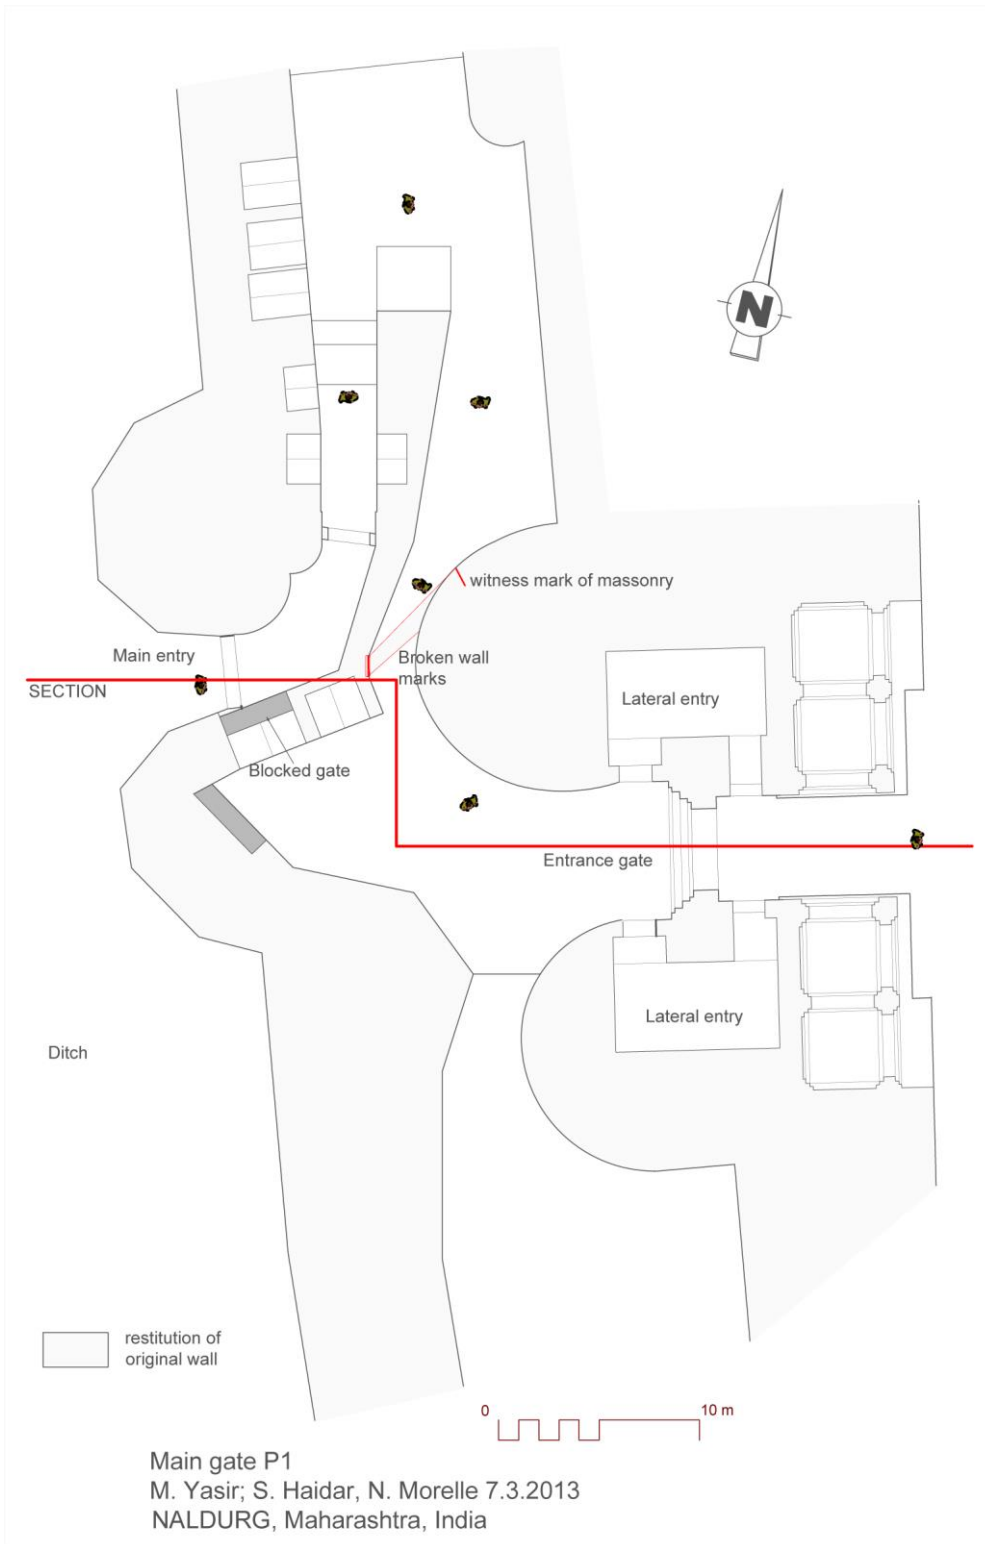 N
witness mark of massonry
Main entry
Broken wall
marks
SECTION
Lateral entry
Blocked gate
Entrance gate
Lateral entry
Ditch
restitution of
original wall
0 10 m
Main gate P1
M. Yasir; S. Haidar, N. Morelle 7.3.2013
NALDURG, Maharashtra, India